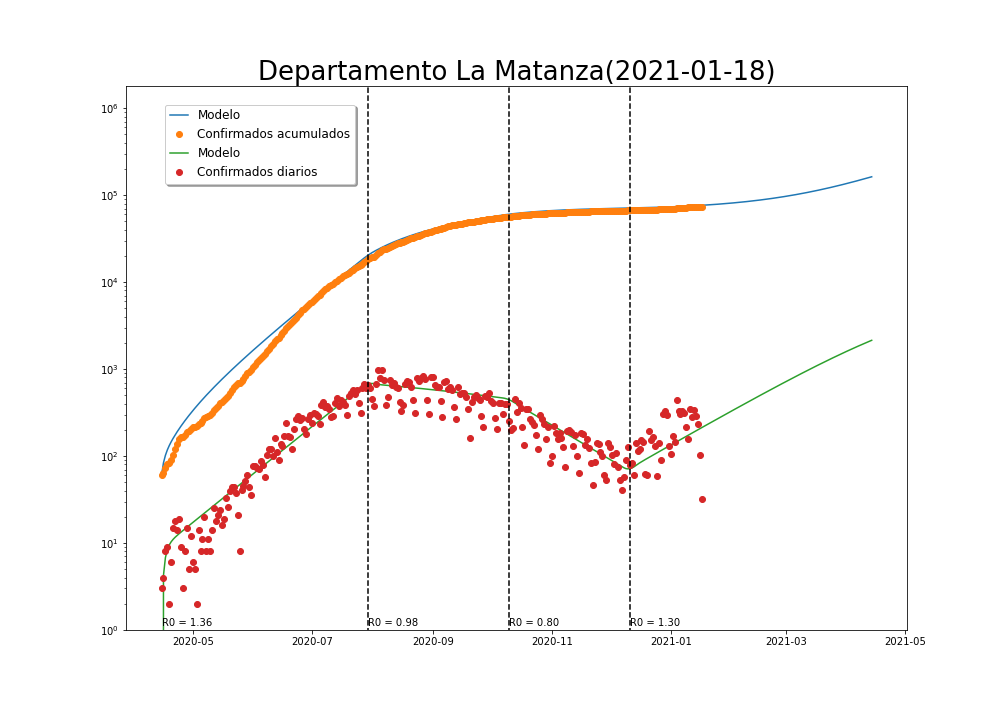 Departamento La Matanza(2021-01-18)
Modelo
Confirmados acumulados
Modelo
Confirmados diarios
10⁶
10⁵
10⁴
10³
10²
10¹
10⁰
R0 = 1.36
R0 = 0.98
R0 = 0.80
R0 = 1.30
2020-05
2020-07
2020-09
2020-11
2021-01
2021-03
2021-05